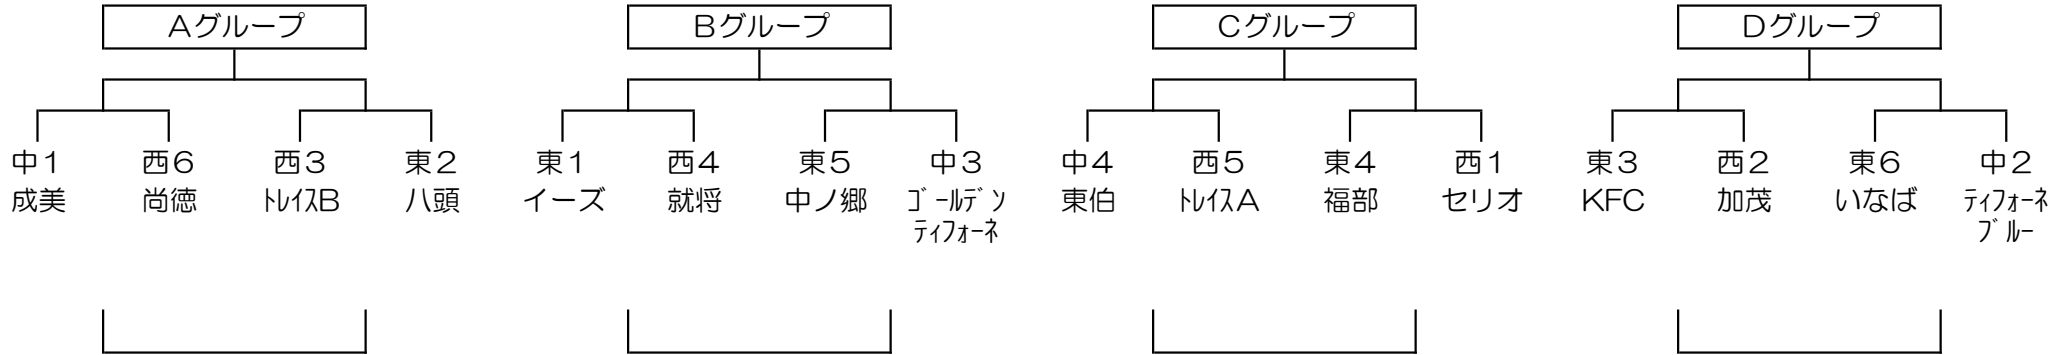 Aグループ Bグループ Cグループ Dグループ
中1 西6 西3 東2 東1 西4 東5 中3 中4 西5 東4 西1 東3 西2 東6 中2
成美 尚徳 ﾄﾚｲｽB 八頭 イーズ 就将 中ノ郷 ｺﾞｰﾙﾃﾞﾝ 東伯 ﾄﾚｲｽA 福部 セリオ KFC 加茂 いなば ﾃｨﾌｫｰﾈ
ﾃｨﾌｫｰﾈ ﾌﾞﾙｰ